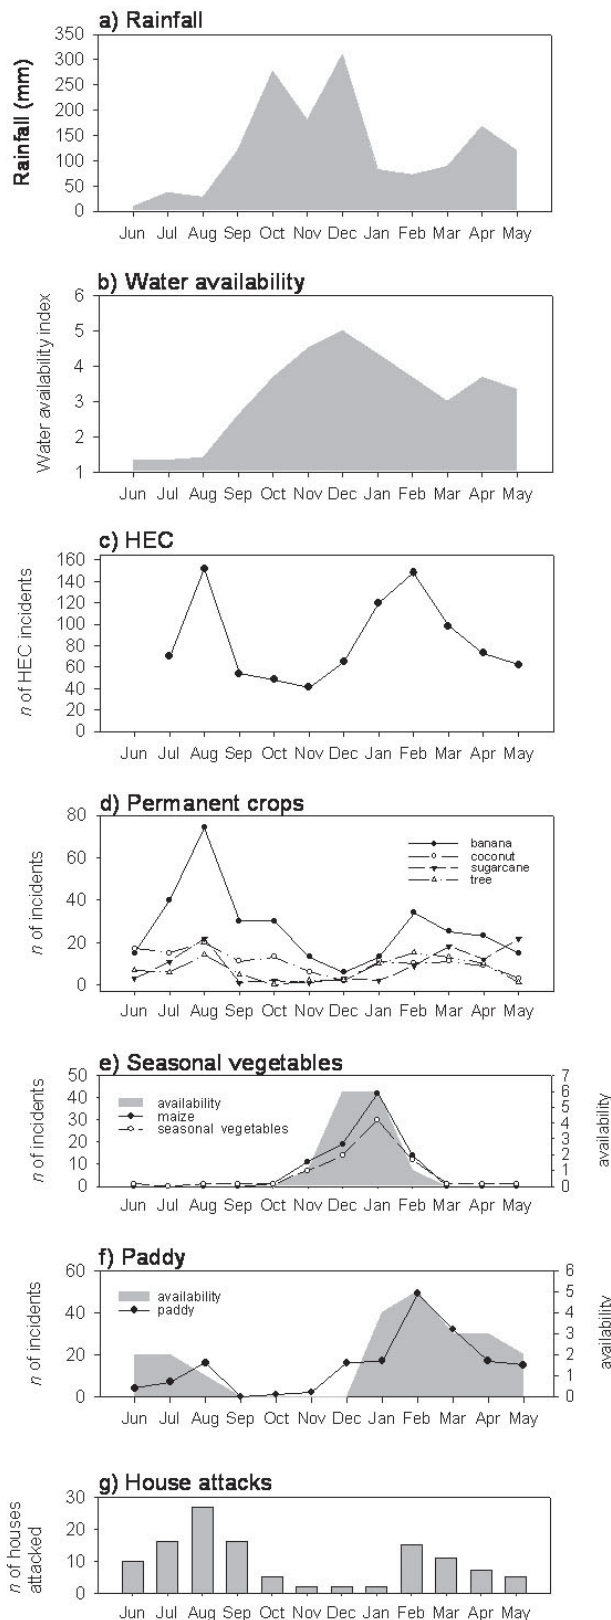 a) Rainfall
Rainfall (mm)
350
300
250
200
150
100
50
0
Jun Jul Aug Sep Oct Nov Dec Jan Feb Mar Apr May
b) Water availability
Water availability index
6
5
4
3
2
1
Jun Jul Aug Sep Oct Nov Dec Jan Feb Mar Apr May
c) HEC
n of HEC incidents
160
140
120
100
80
60
40
20
0
Jun Jul Aug Sep Oct Nov Dec Jan Feb Mar Apr May
d) Permanent crops
n of incidents
80
60
40
20
0
banana
coconut
sugarcane
tree
Jun Jul Aug Sep Oct Nov Dec Jan Feb Mar Apr May
e) Seasonal vegetables
n of incidents
50
40
30
20
10
0
availability
maize
seasonal vegetables
7
6
5
4
3
2
1
0
availability
Jun Jul Aug Sep Oct Nov Dec Jan Feb Mar Apr May
f) Paddy
n of incidents
60
40
20
0
availability
paddy
6
5
4
3
2
1
0
availability
Jun Jul Aug Sep Oct Nov Dec Jan Feb Mar Apr May
g) House attacks
n of houses
attacked
30
20
10
0
Jun Jul Aug Sep Oct Nov Dec Jan Feb Mar Apr May